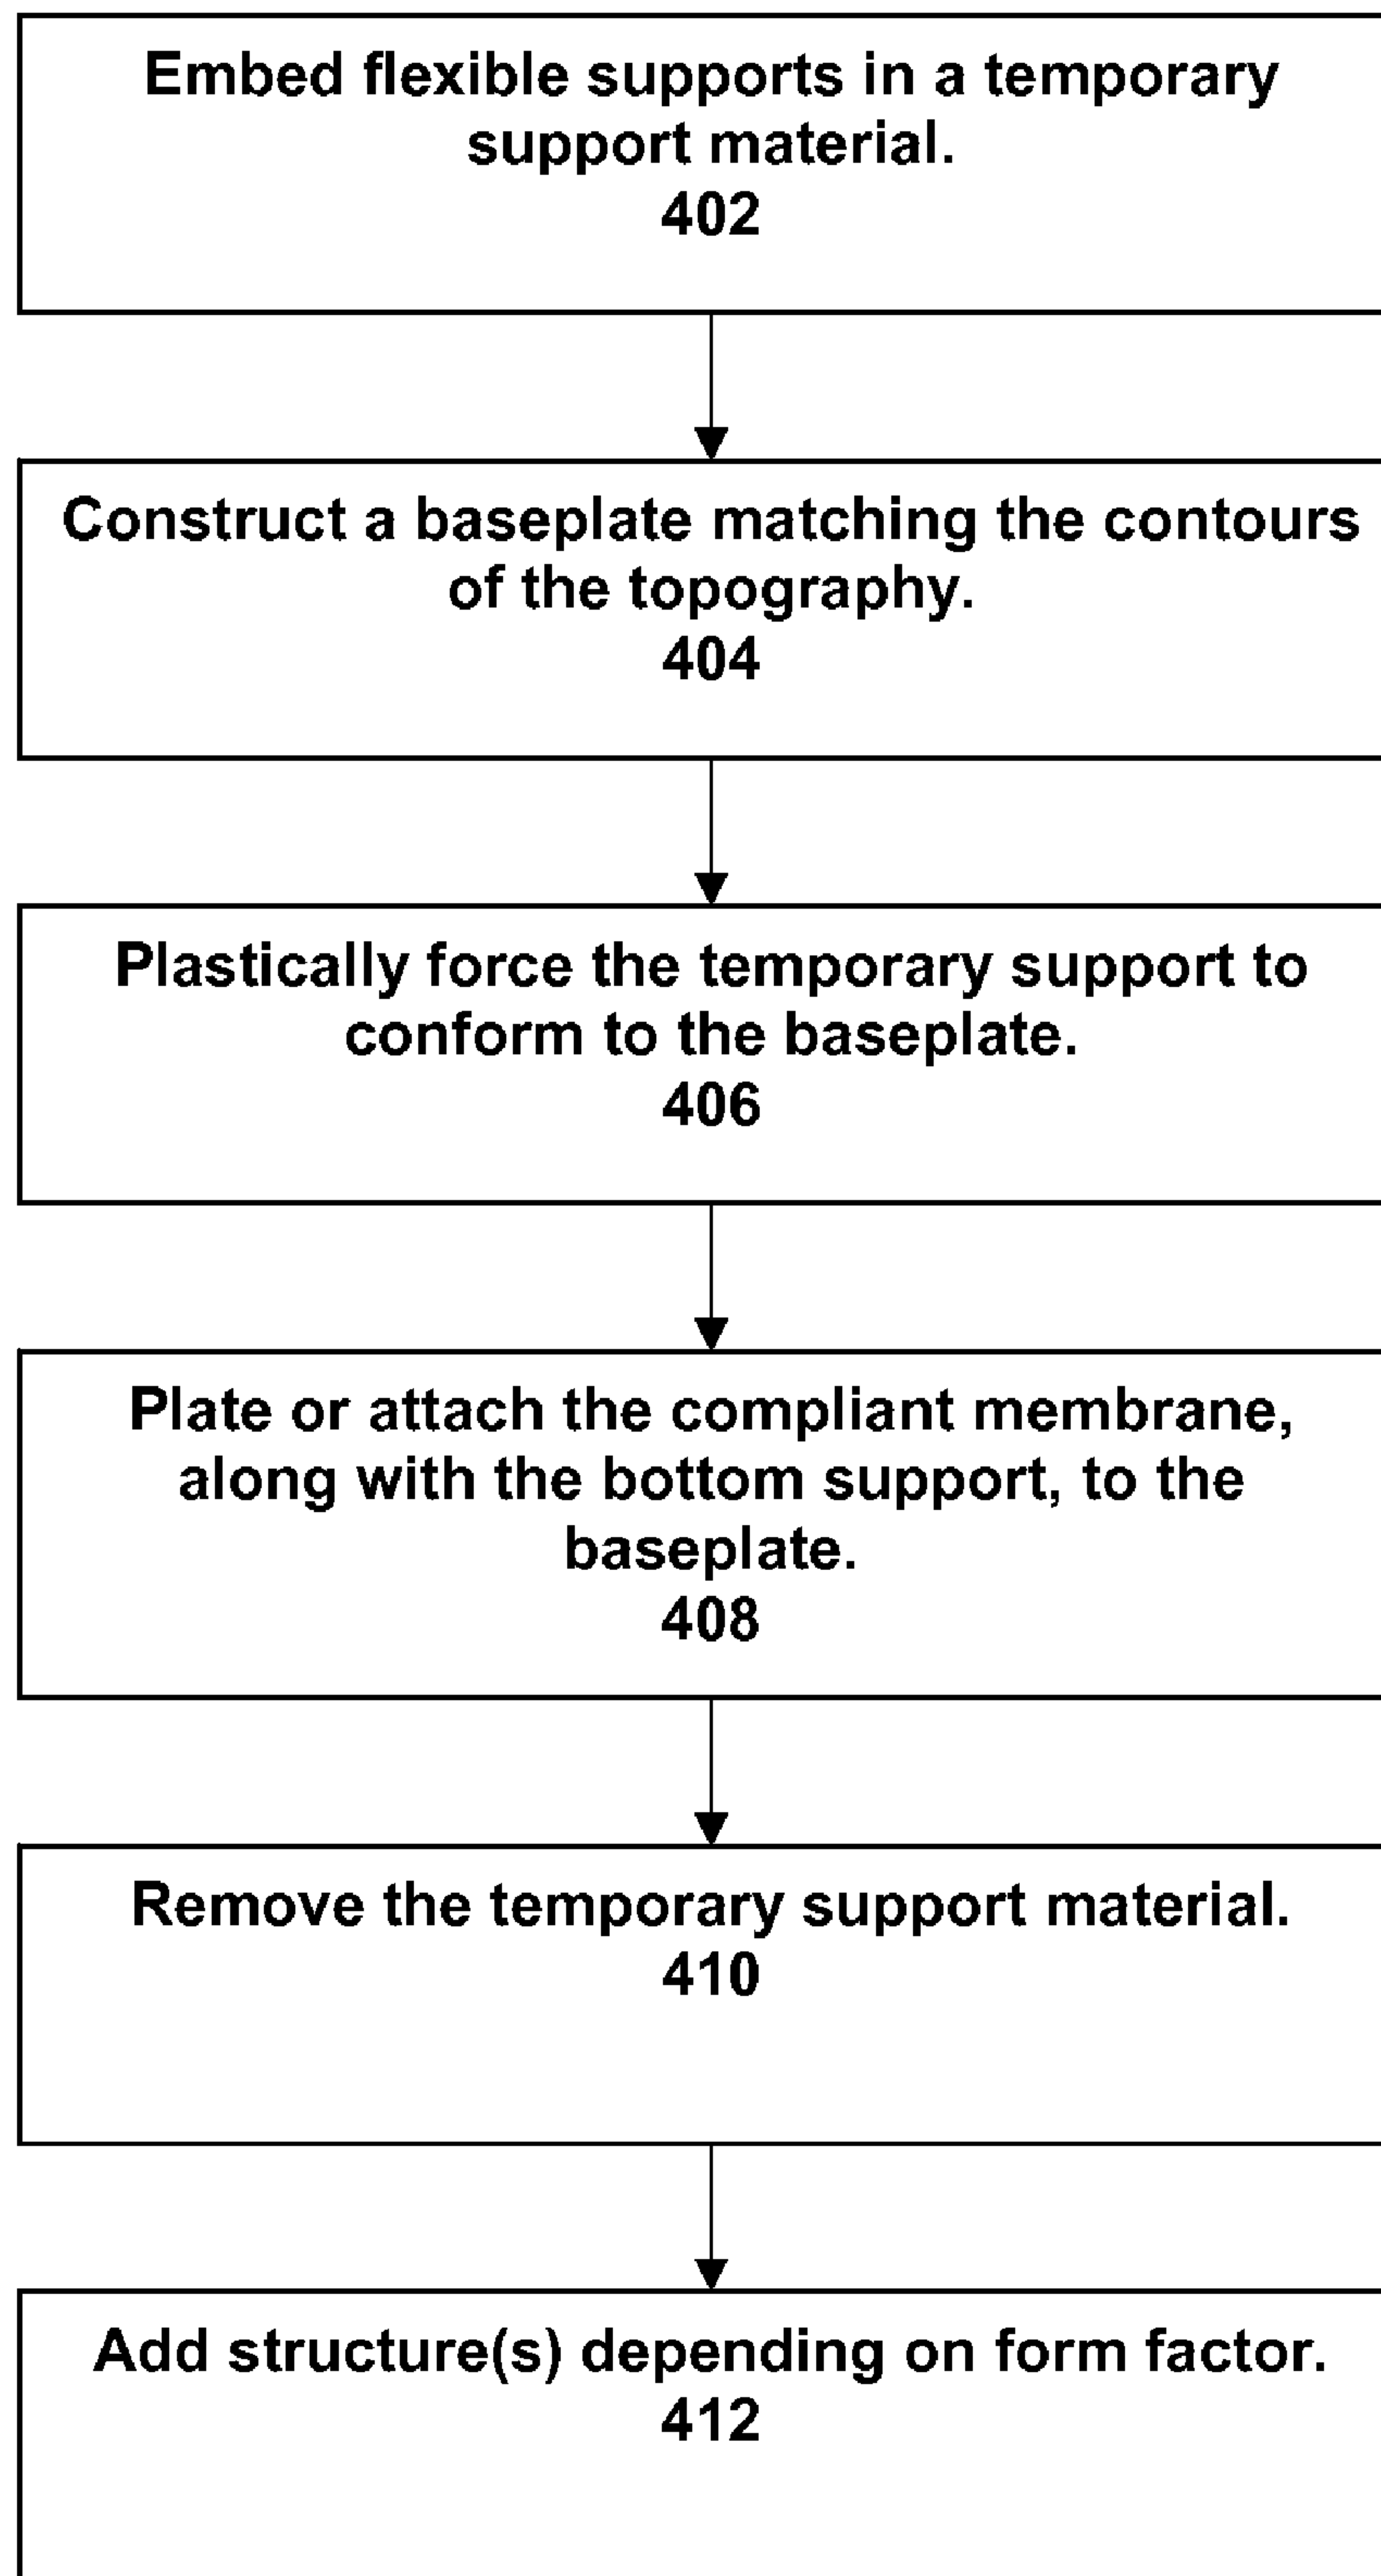 Embed flexible supports in a temporary
support material.
402
Construct a baseplate matching the contours
of the topography.
404
Plastically force the temporary support to
conform to the baseplate.
406
Plate or attach the compliant membrane,
along with the bottom support, to the
baseplate.
408
Remove the temporary support material.
410
Add structure(s) depending on form factor.
412